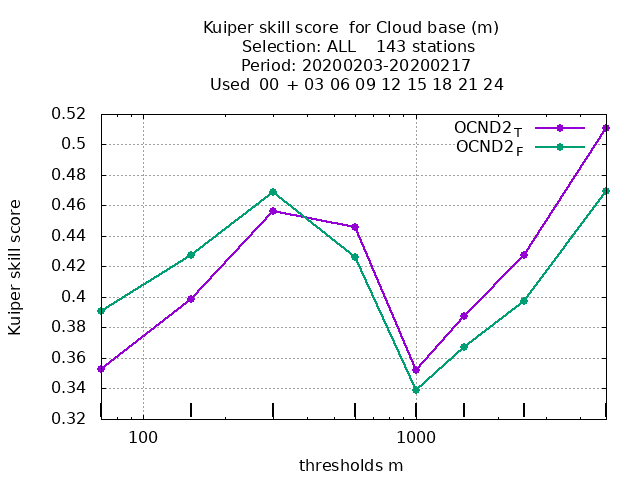 Kuiper skill score  for Cloud base (m)
Selection: ALL    143 stations
Period: 20200203-20200217
Used  00 + 03 06 09 12 15 18 21 24
OCND2_T
OCND2_F
0.52
0.5
0.48
0.46
0.44
0.42
0.4
0.38
0.36
0.34
0.32
Kuiper skill score
100
1000
thresholds m